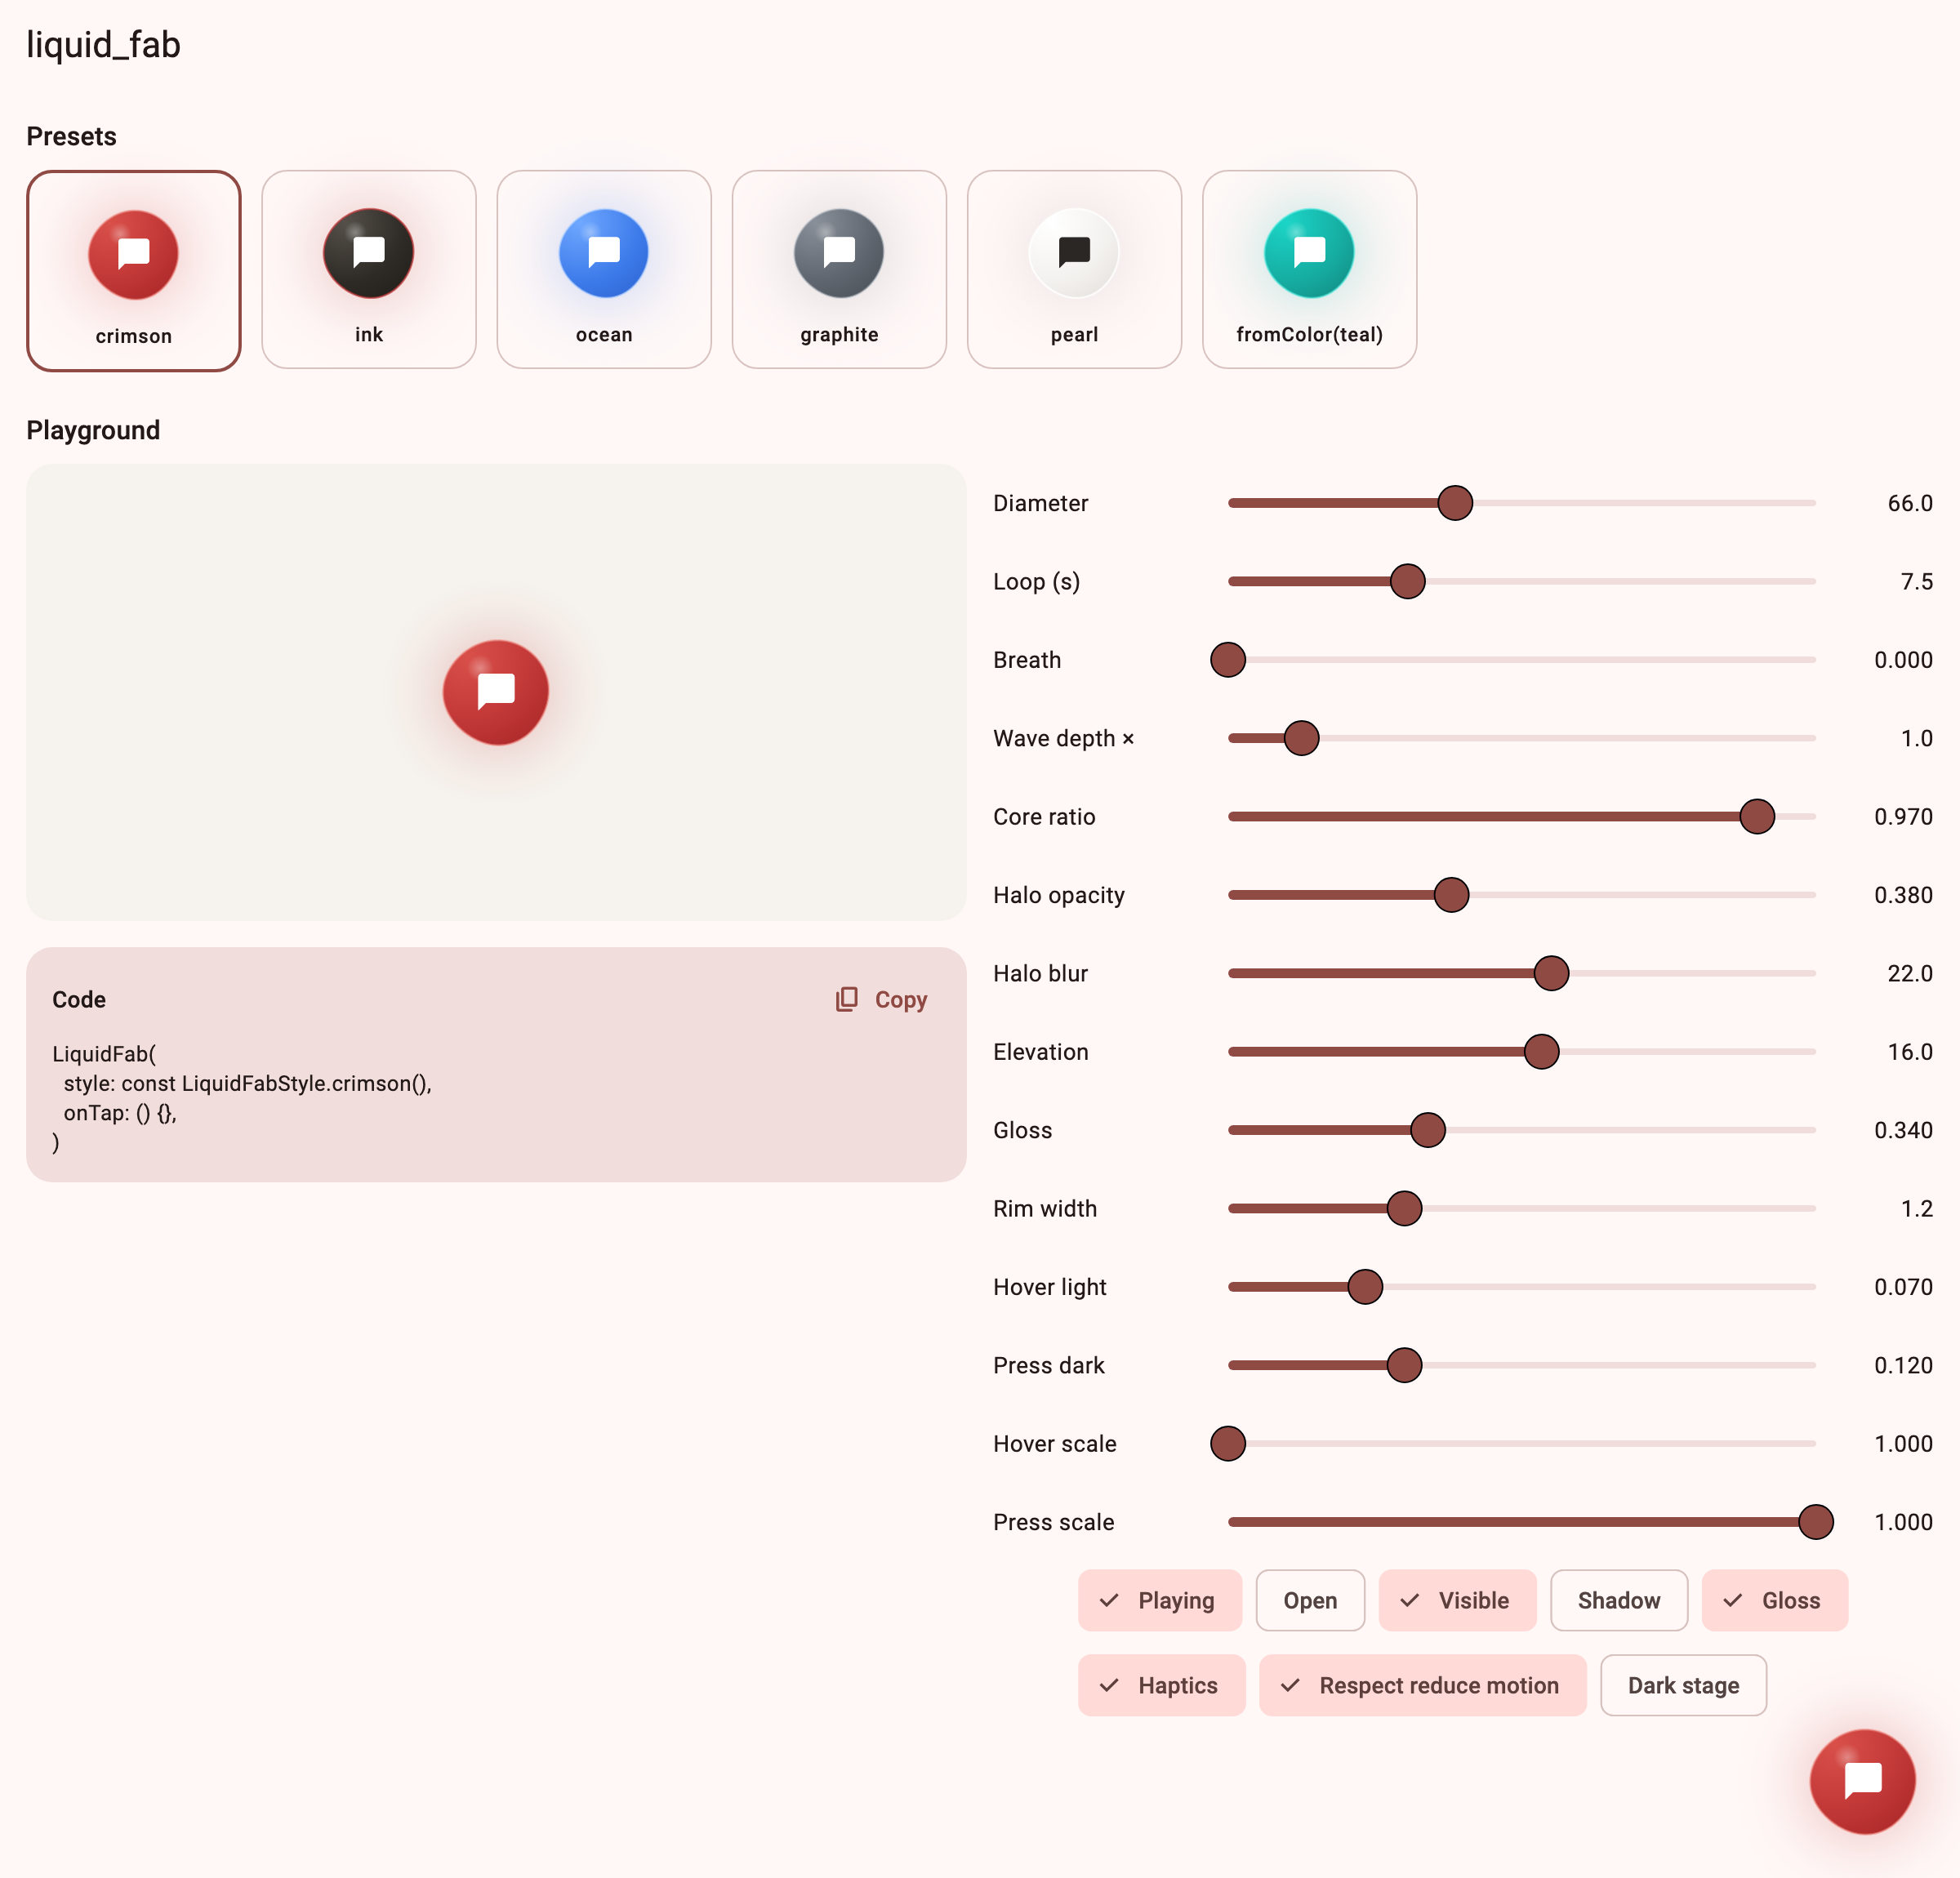 liquid_fab
Presets
crimson
ink
ocean
graphite
pearl
fromColor(teal)
Playground
Diameter 66.0
Loop (s) 7.5
Breath 0.000
Wave depth × 1.0
Core ratio 0.970
Halo opacity 0.380
Halo blur 22.0
Elevation 16.0
Gloss 0.340
Rim width 1.2
Hover light 0.070
Press dark 0.120
Hover scale 1.000
Press scale 1.000
Playing Open Visible Shadow Gloss
Haptics Respect reduce motion Dark stage
Code Copy
LiquidFab(
  style: const LiquidFabStyle.crimson(),
  onTap: () {},
)